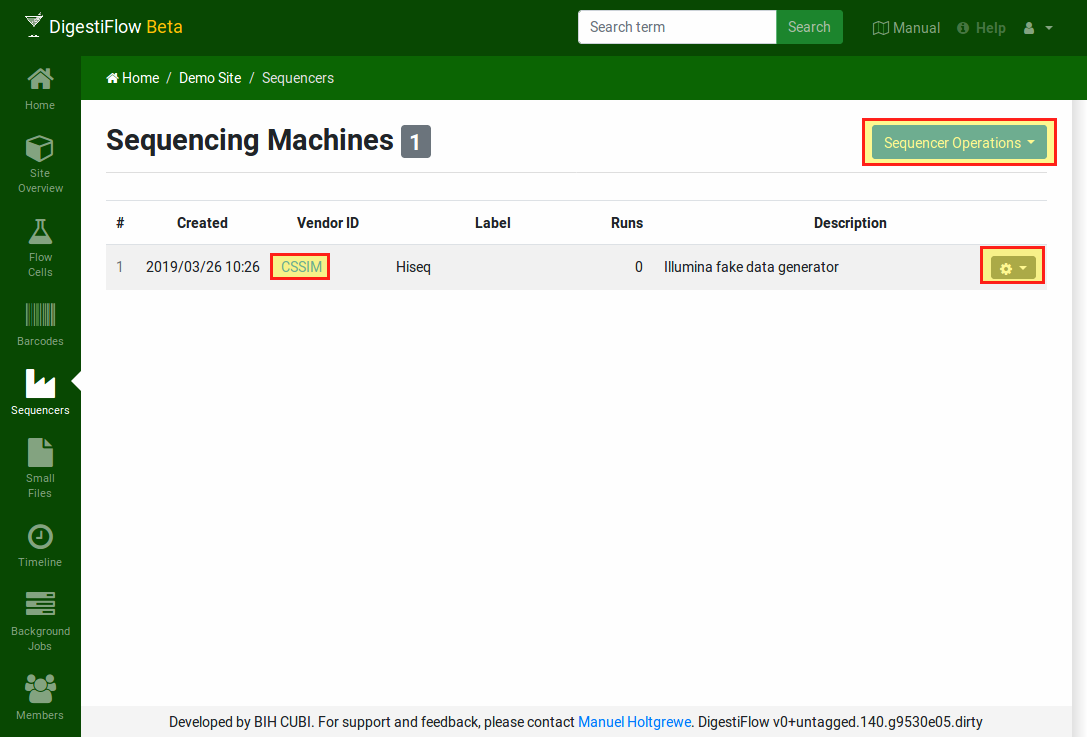 DigestiFlow Beta
Search term
Search
Manual
Help
Home / Demo Site / Sequencers
Home
Site
Overview
Flow
Cells
Barcodes
Sequencers
Small
Files
Timeline
Background
Jobs
Members
Sequencing Machines 1
Sequencer Operations
# Created Vendor ID Label Runs Description
1 2019/03/26 10:26 CSSIM Hiseq 0 Illumina fake data generator
Developed by BIH CUBI. For support and feedback, please contact Manuel Holtgrewe. DigestiFlow v0+untagged.140.g9530e05.dirty